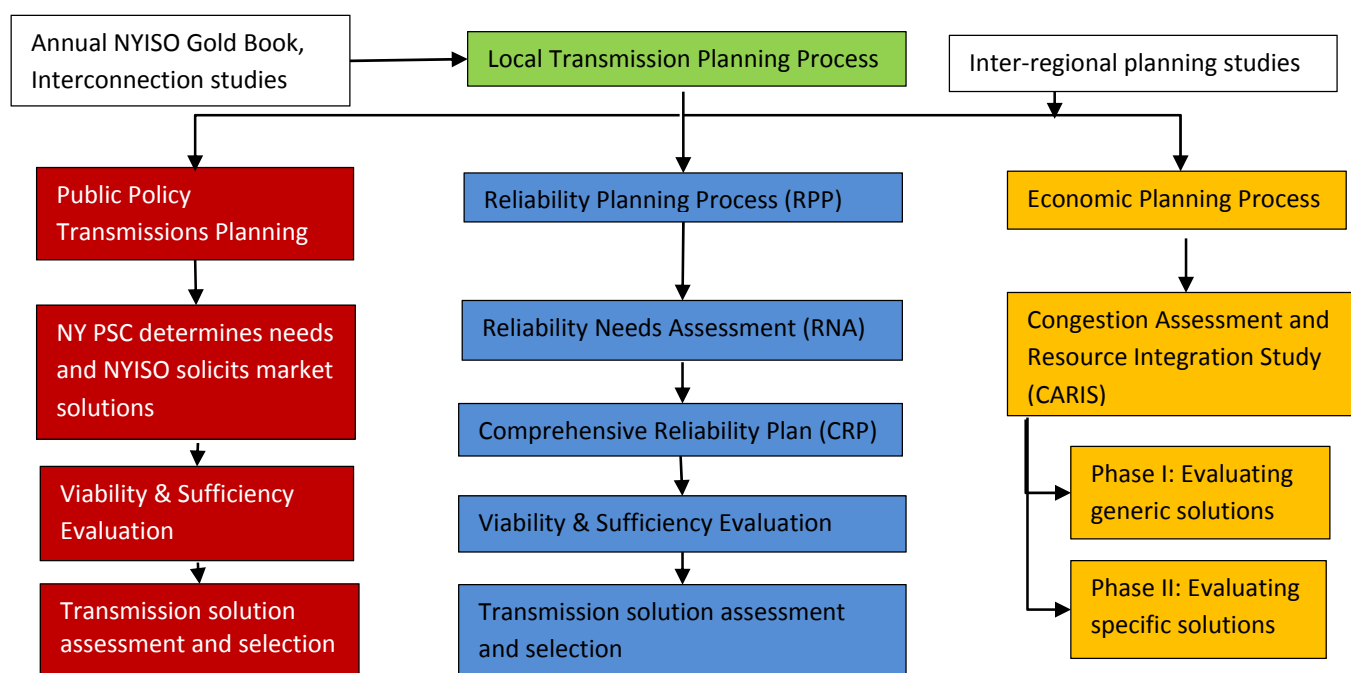 Annual NYISO Gold Book,
Interconnection studies
Local Transmission Planning Process
Inter-regional planning studies
Public Policy
Transmissions Planning
NY PSC determines needs
and NYISO solicits market
solutions
Viability & Sufficiency
Evaluation
Transmission solution
assessment and selection
Reliability Planning Process (RPP)
Reliability Needs Assessment (RNA)
Comprehensive Reliability Plan (CRP)
Viability & Sufficiency Evaluation
Transmission solution assessment
and selection
Economic Planning Process
Congestion Assessment and
Resource Integration Study
(CARIS)
Phase I: Evaluating
generic solutions
Phase II: Evaluating
specific solutions